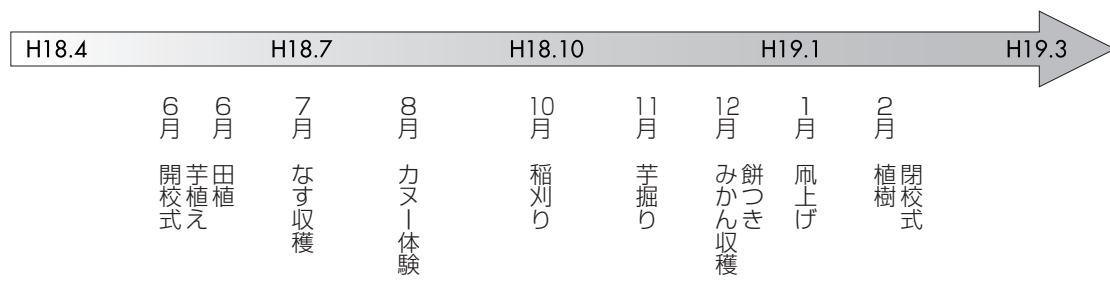 H18.4
H18.7
H18.10
H19.1
H19.3
6月
開校式
芋植え
6月
田植
7月
なす収穫
8月
カヌー体験
10月
稲刈り
11月
芋掘り
12月
みかん収穫
餅つき
1月
凧上げ
2月
植樹
閉校式